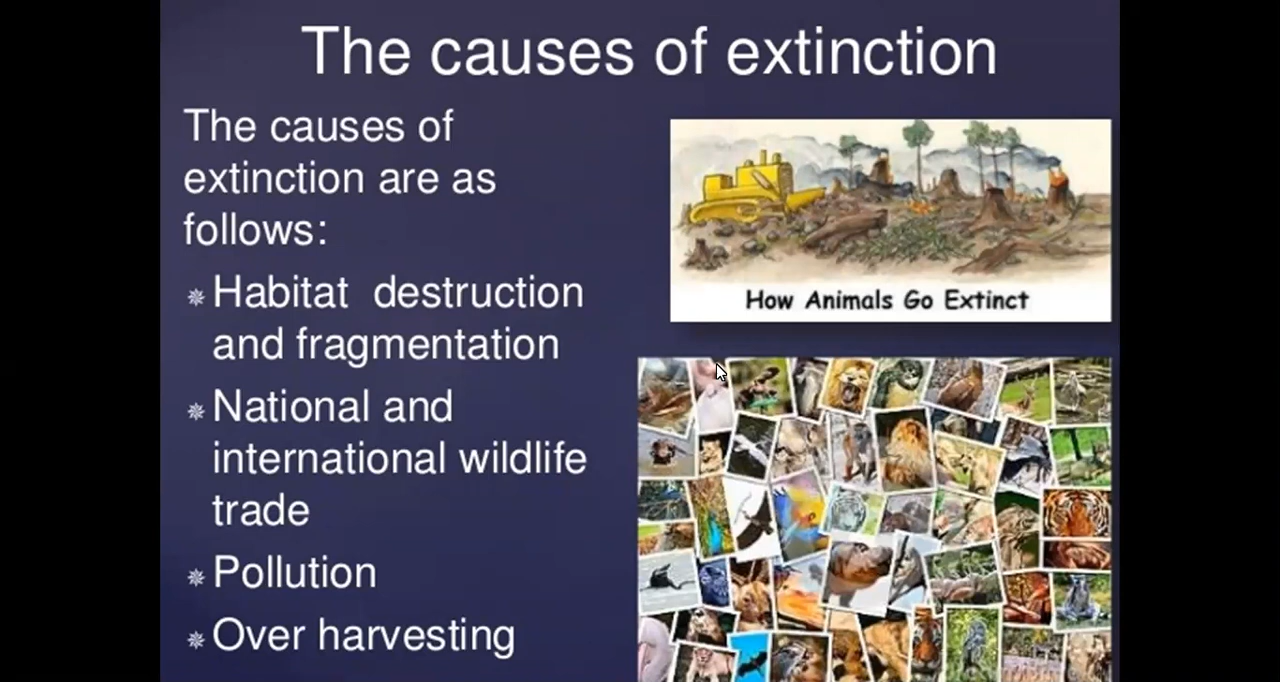 The causes of extinction
The causes of
extinction are as
follows:
Habitat destruction
and fragmentation
National and
international wildlife
trade
Pollution
Over harvesting
How Animals Go Extinct